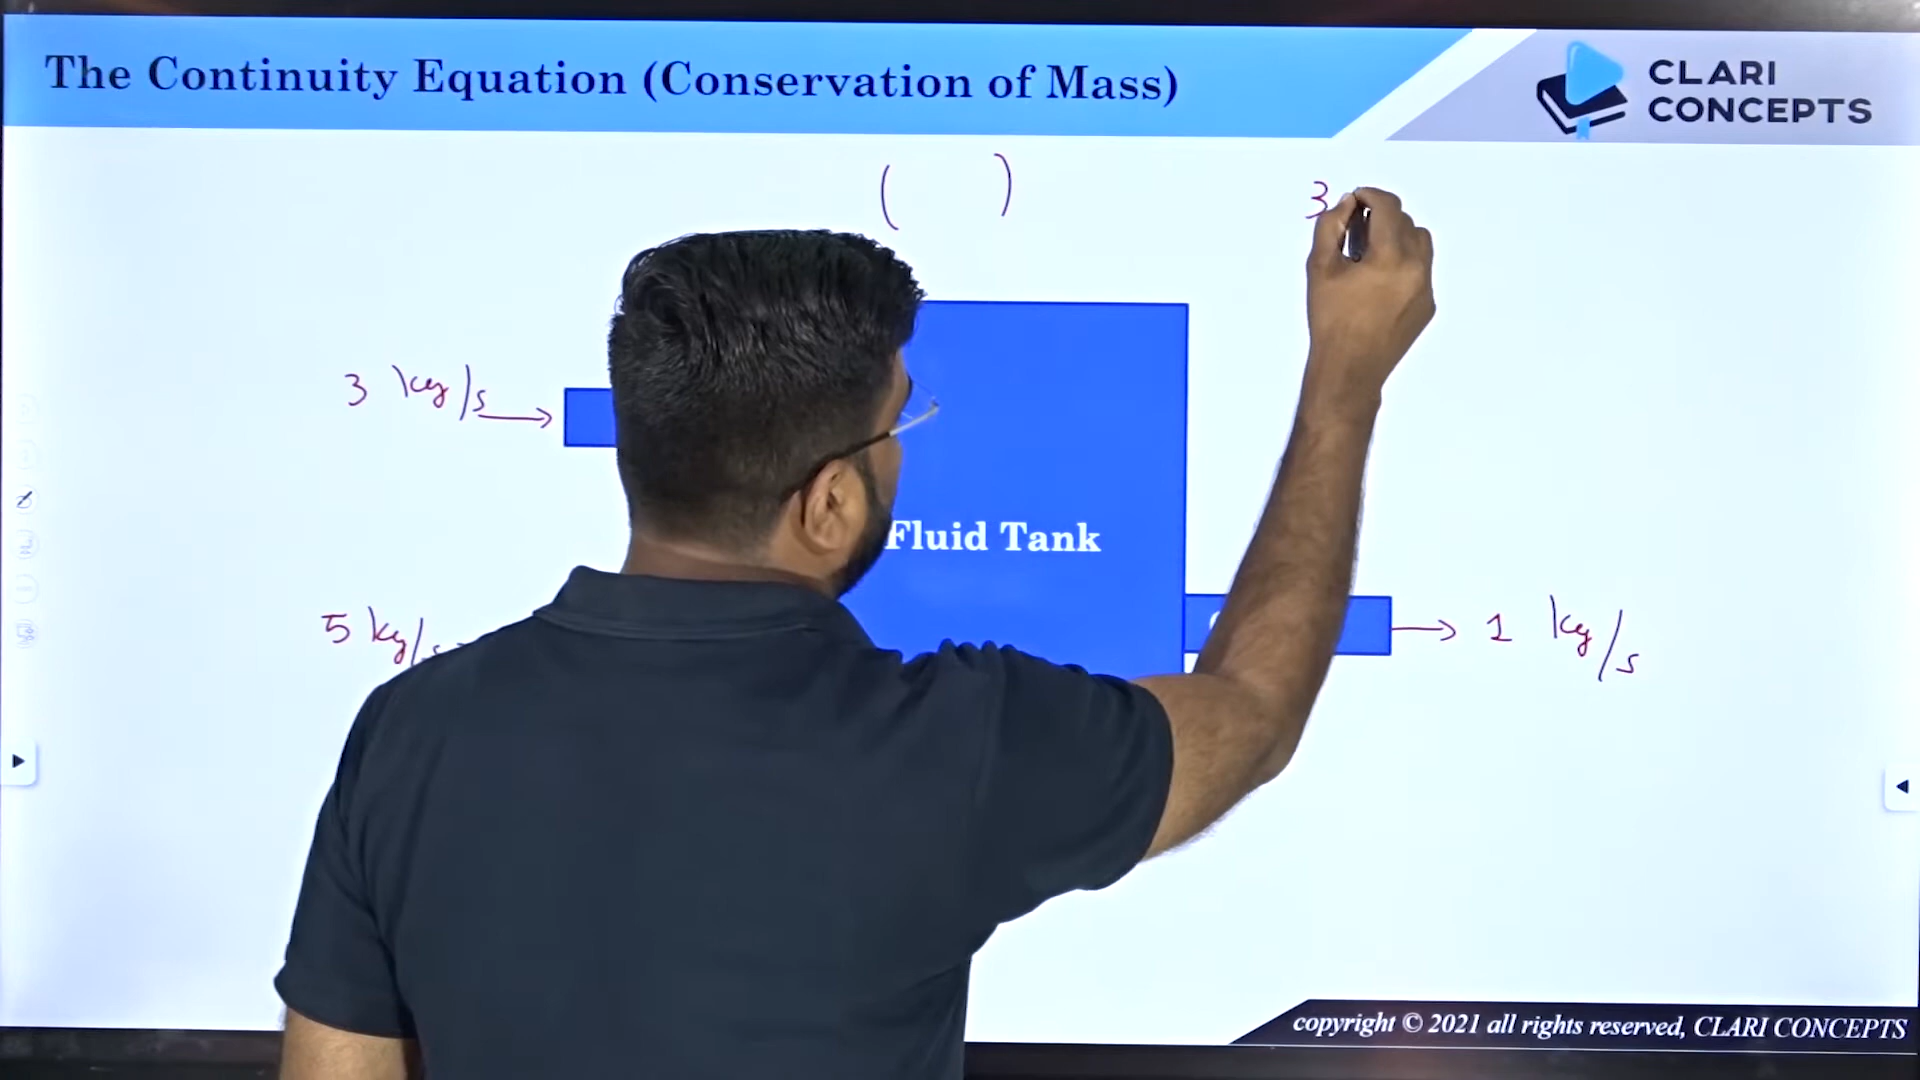 The Continuity Equation (Conservation of Mass)
CLARI
CONCEPTS
( )
3
3 kg/s
Fluid Tank
5 kg/s
1 kg/s
copyright © 2021 all rights reserved, CLARI CONCEPTS